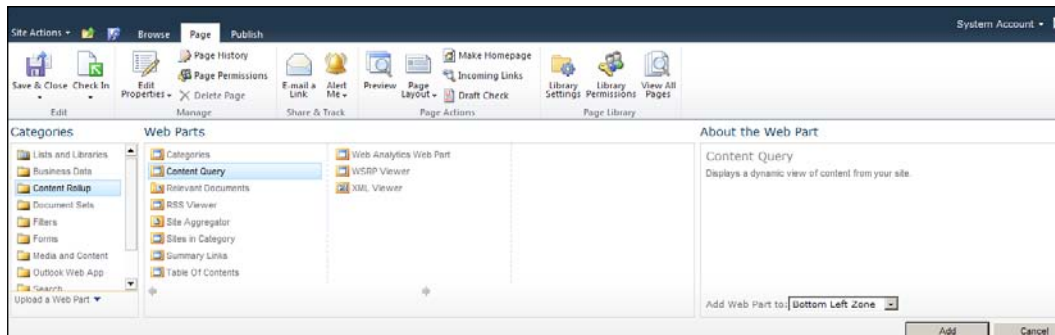 Site Actions Browse Page Publish System Account
Save & Close Check In Edit Properties Page History Page Permissions Delete Page E-mail a Link Alert Me Preview Page Layout Make Homepage Incoming Links Draft Check Library Settings Library Permissions View All Pages
Edit Manage Share & Track Page Actions Page Library
Categories Web Parts About the Web Part
Lists and Libraries Categories Web Analytics Web Part Content Query
Business Data Content Query WSRP Viewer Displays a dynamic view of content from your site.
Content Rollup Relevant Documents XML Viewer
Document Sets RSS Viewer
Filters Site Aggregator
Forms Sites in Category
Media and Content Summary Links
Outlook Web App Table Of Contents
Search
Upload a Web Part Add Web Part to: Bottom Left Zone
Add Cancel